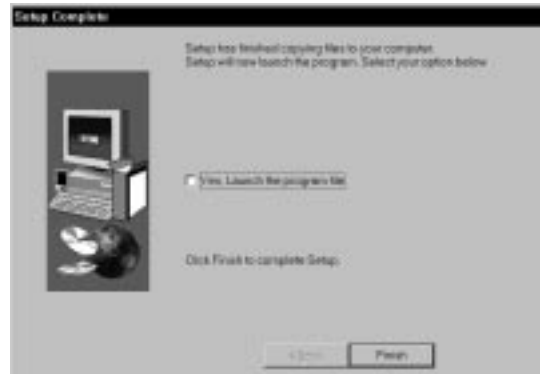 Setup Complete
Setup has finished copying files to your computer.
Setup will now launch the program. Select your option below.
Yes, Launch the program file
Click Finish to complete Setup.
< Back
Finish